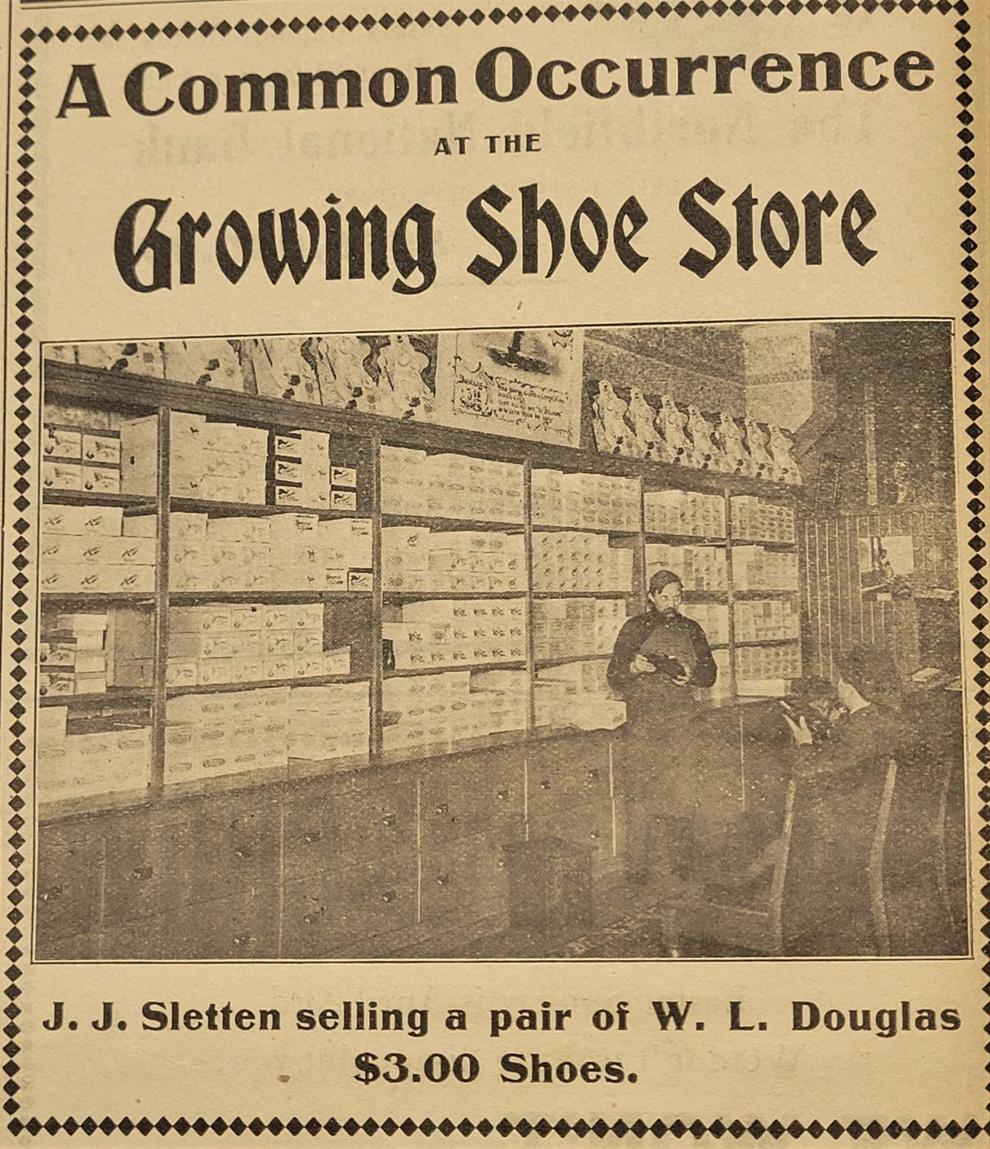 A Common Occurrence
AT THE
Growing Shoe Store
J. J. Sletten selling a pair of W. L. Douglas
$3.00 Shoes.